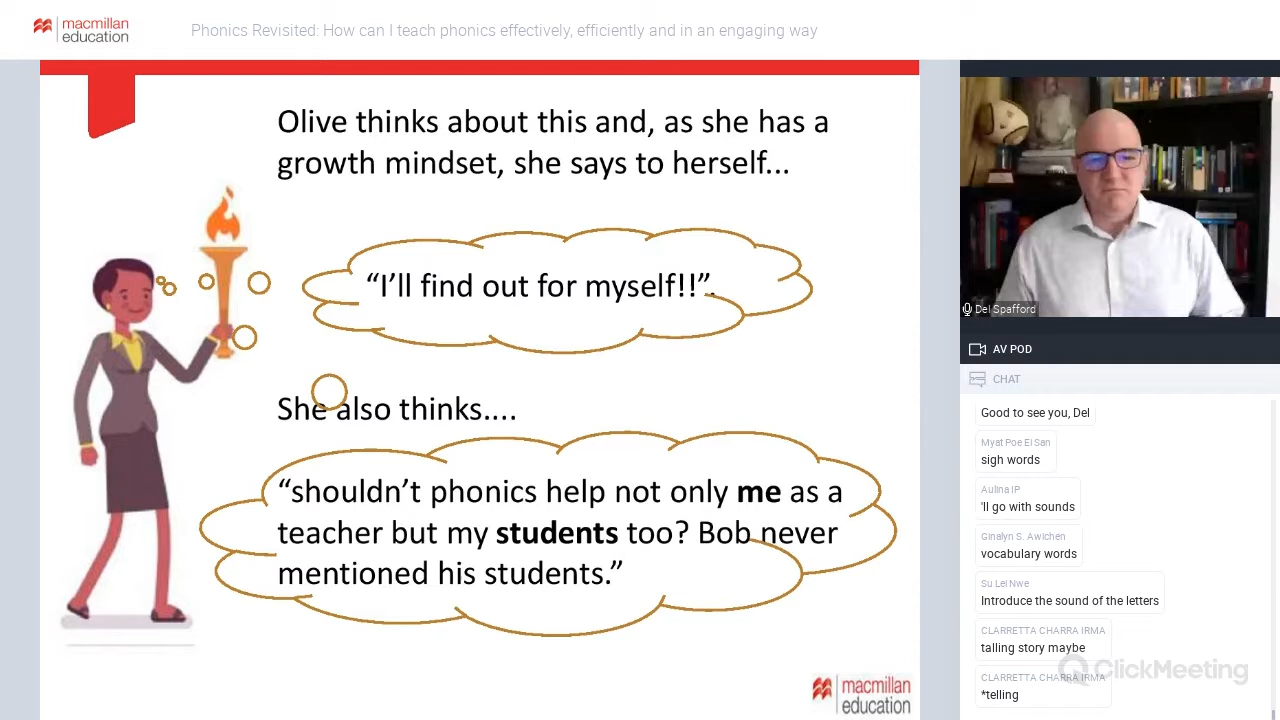 macmillan
education
Phonics Revisited: How can I teach phonics effectively, efficiently and in an engaging way
Olive thinks about this and, as she has a
growth mindset, she says to herself...
“I’ll find out for myself!!”.
She also thinks....
“shouldn’t phonics help not only me as a
teacher but my students too? Bob never
mentioned his students.”
macmillan
education
Del Spafford
AV POD
CHAT
Good to see you, Del
Myat Poe Ei San
sigh words
Aulina IP
'll go with sounds
Ginalyn S. Awichen
vocabulary words
Su Lei Nwe
Introduce the sound of the letters
CLARRETTA CHARRA IRMA
talling story maybe
CLARRETTA CHARRA IRMA
*telling
ClickMeeting